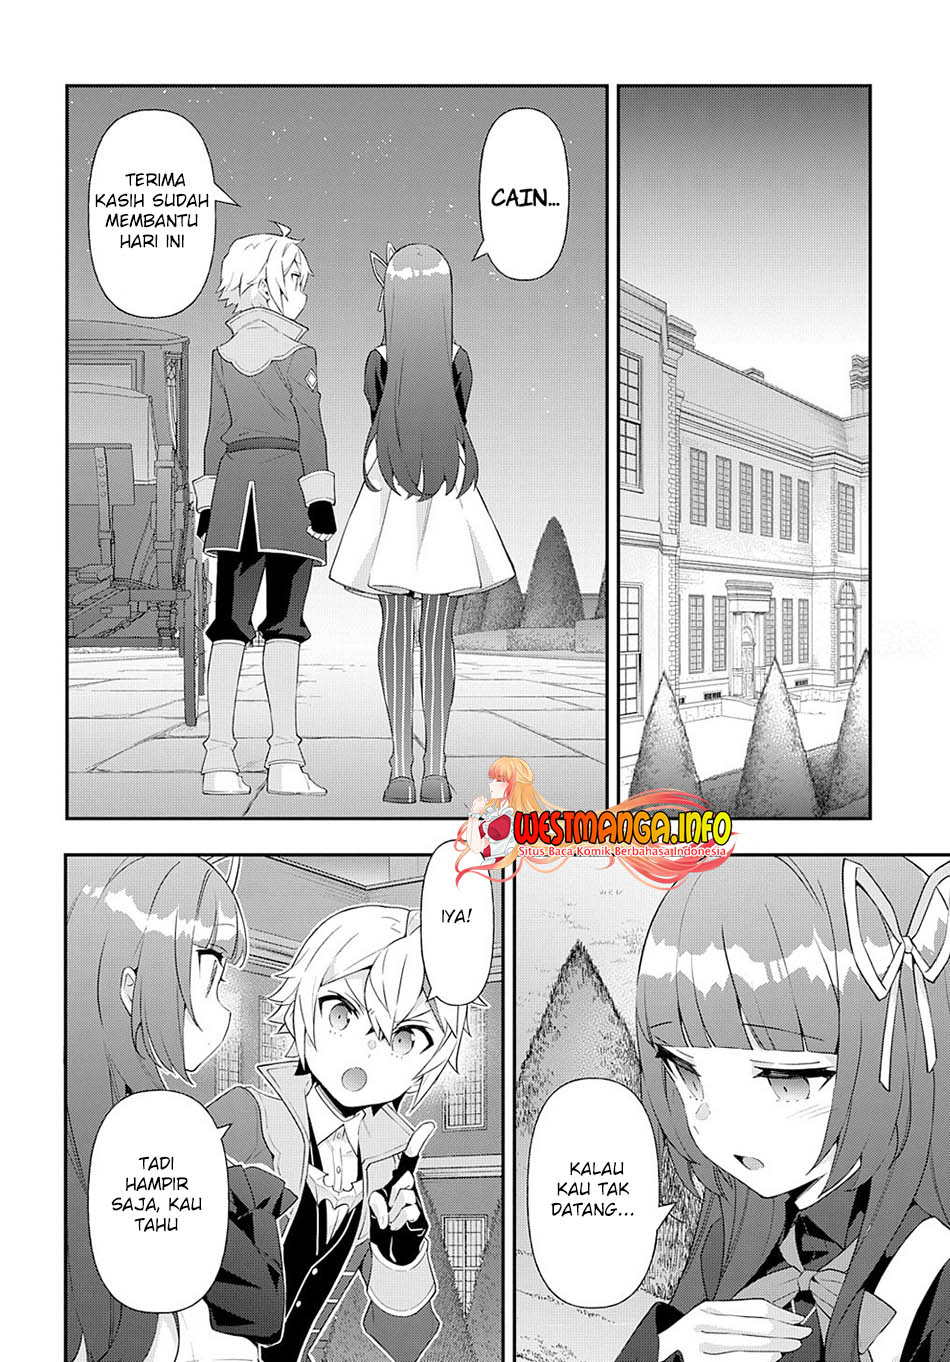 CAIN...
TERIMA
KASIH SUDAH
MEMBANTU
HARI INI
WESTMANGA.INFO
Situs Baca Komik Berbahasa Indonesia
KALAU
KAU TAK
DATANG...
IYA!
TADI
HAMPIR
SAJA, KAU
TAHU